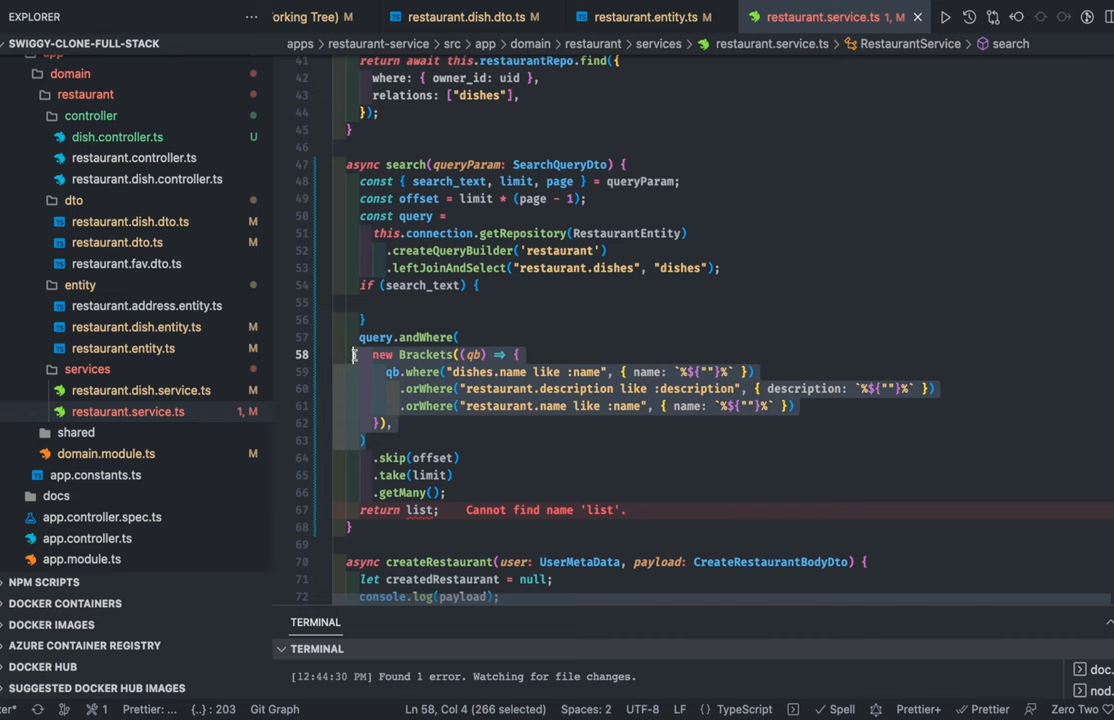 EXPLORER
...
SWIGGY-CLONE-FULL-STACK
domain
restaurant
controller
dish.controller.ts U
restaurant.controller.ts
restaurant.dish.controller.ts
dto
restaurant.dish.dto.ts M
restaurant.dto.ts M
restaurant.fav.dto.ts
entity
restaurant.address.entity.ts
restaurant.dish.entity.ts M
restaurant.entity.ts M
services
restaurant.dish.service.ts M
restaurant.service.ts 1, M
shared
domain.module.ts M
app.constants.ts
docs
app.controller.spec.ts
app.controller.ts
app.module.ts
NPM SCRIPTS
DOCKER CONTAINERS
DOCKER IMAGES
AZURE CONTAINER REGISTRY
DOCKER HUB
SUGGESTED DOCKER HUB IMAGES
orking Tree) M
restaurant.dish.dto.ts M
restaurant.entity.ts M
restaurant.service.ts 1, M
apps > restaurant-service > src > app > domain > restaurant > services > restaurant.service.ts > RestaurantService > search
41 return await this.restaurantRepo.find({
42 where: { owner_id: uid },
43 relations: ["dishes"],
44 });
45 }
46
47 async search(queryParam: SearchQueryDto) {
48 const { search_text, limit, page } = queryParam;
49 const offset = limit * (page - 1);
50 const query =
51 this.connection.getRepository(RestaurantEntity)
52 .createQueryBuilder('restaurant')
53 .leftJoinAndSelect("restaurant.dishes", "dishes");
54 if (search_text) {
55
56 }
57 query.andWhere(
58 new Brackets((qb) => {
59 qb.where("dishes.name like :name", { name: `%${""}%` })
60 .orWhere("restaurant.description like :description", { description: `%${""}%` })
61 .orWhere("restaurant.name like :name", { name: `%${""}%` })
62 }),
63 )
64 .skip(offset)
65 .take(limit)
66 .getMany();
67 return list; Cannot find name 'list'.
68 }
69
70 async createRestaurant(user: UserMetaData, payload: CreateRestaurantBodyDto) {
71 let createdRestaurant = null;
72 console.log(payload);
TERMINAL
TERMINAL
[12:44:30 PM] Found 1 error. Watching for file changes.
doc.
nod.
ter* 1 Prettier: ... {..} : 203 Git Graph Ln 58, Col 4 (266 selected) Spaces: 2 UTF-8 LF {} TypeScript Spell Prettier+ Prettier Zero Two